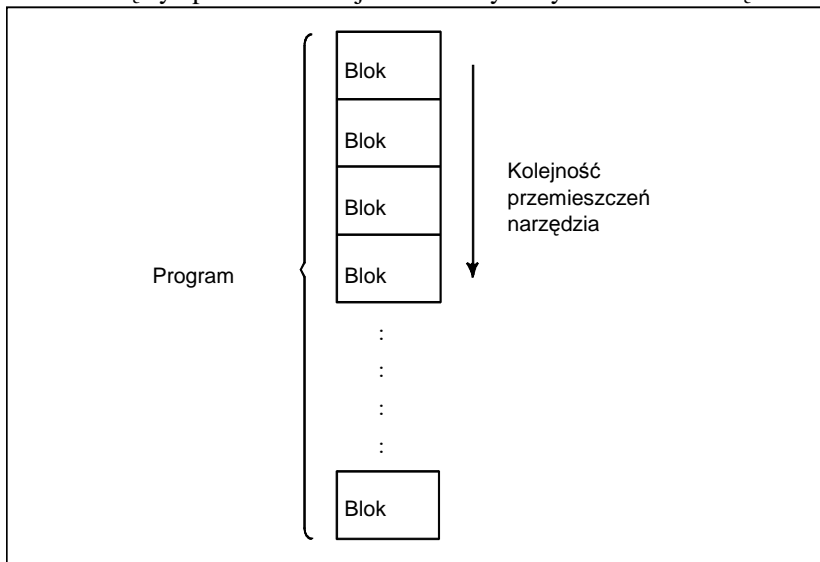 Blok
Blok
Kolejność
przemieszczeń
narzędzia
Blok
Program
Blok
:
:
:
:
Blok